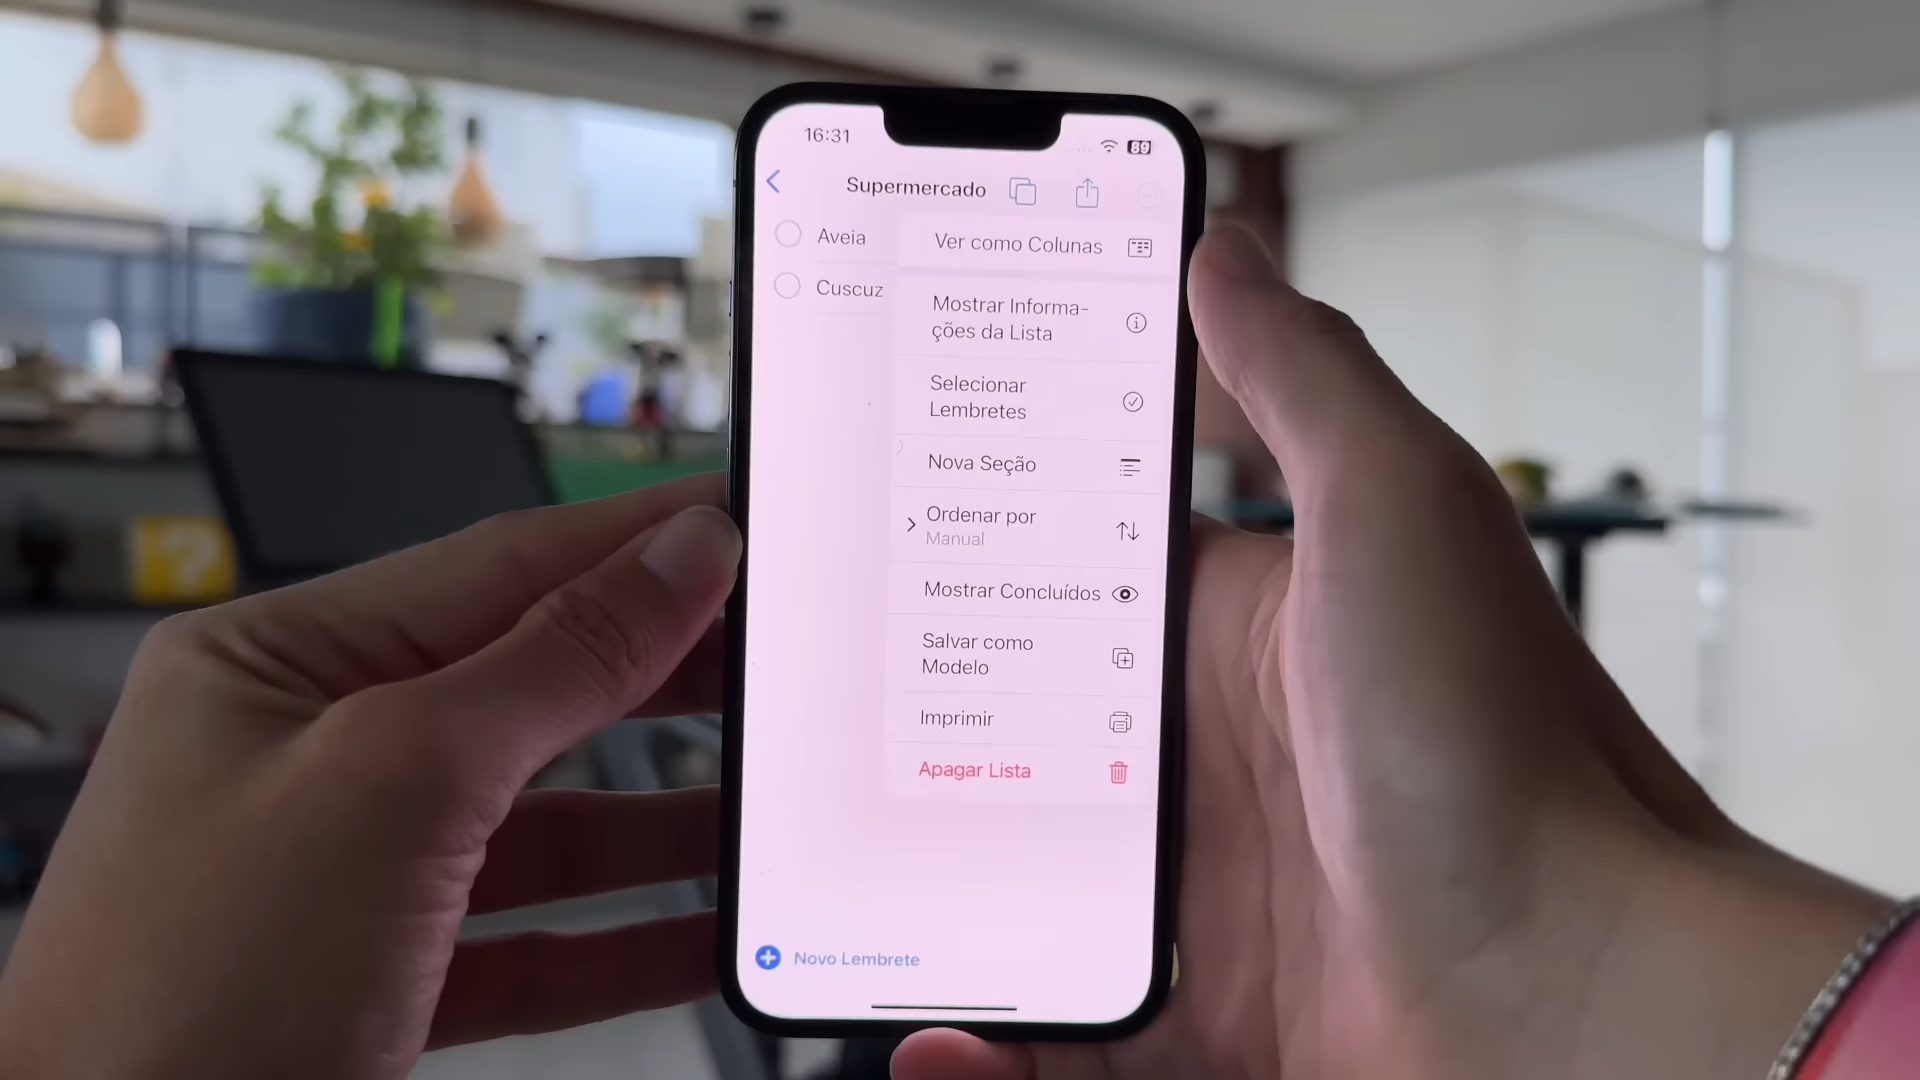 16:31
89
Supermercado
Aveia
Cuscuz
Ver como Colunas
Mostrar Informa-
ções da Lista
Selecionar
Lembretes
Nova Seção
Ordenar por
Manual
Mostrar Concluídos
Salvar como
Modelo
Imprimir
Apagar Lista
Novo Lembrete
?